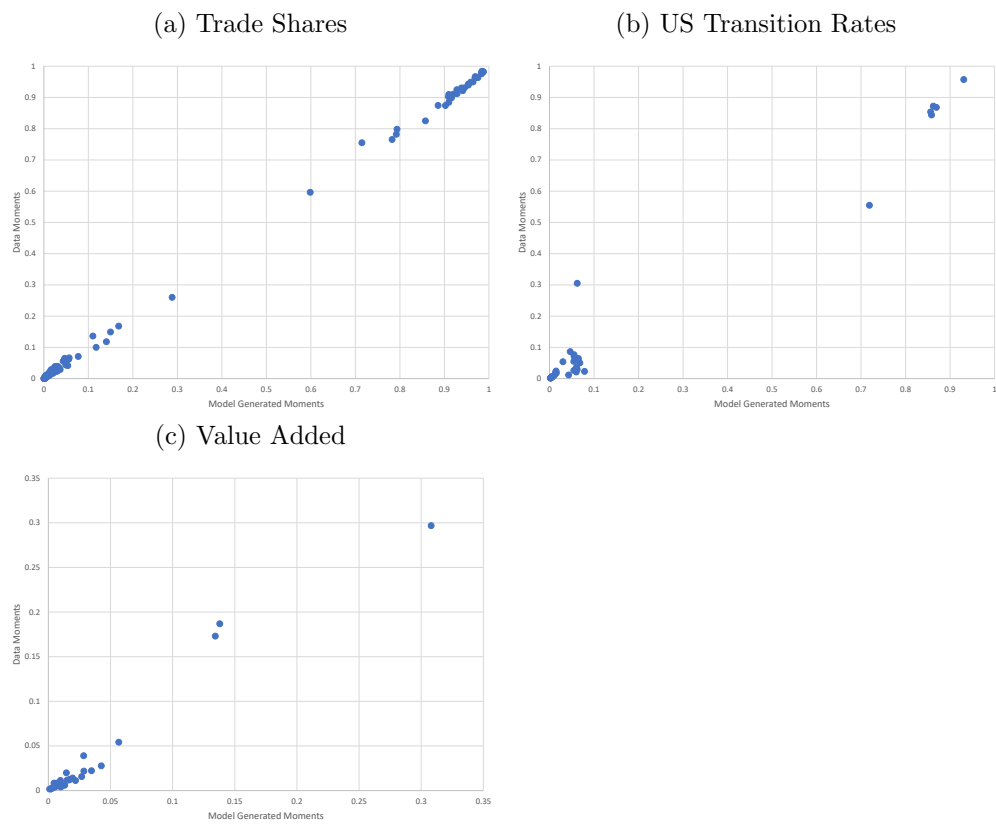 (a) Trade Shares
1
0.9
0.8
0.7
0.6
0.5
0.4
0.3
0.2
0.1
0
Data Moments
0 0.1 0.2 0.3 0.4 0.5 0.6 0.7 0.8 0.9 1
Model Generated Moments
(b) US Transition Rates
1
0.9
0.8
0.7
0.6
0.5
0.4
0.3
0.2
0.1
0
Data Moments
0 0.1 0.2 0.3 0.4 0.5 0.6 0.7 0.8 0.9 1
Model Generated Moments
(c) Value Added
0.35
0.3
0.25
0.2
0.15
0.1
0.05
0
Data Moments
0 0.05 0.1 0.15 0.2 0.25 0.3 0.35
Model Generated Moments